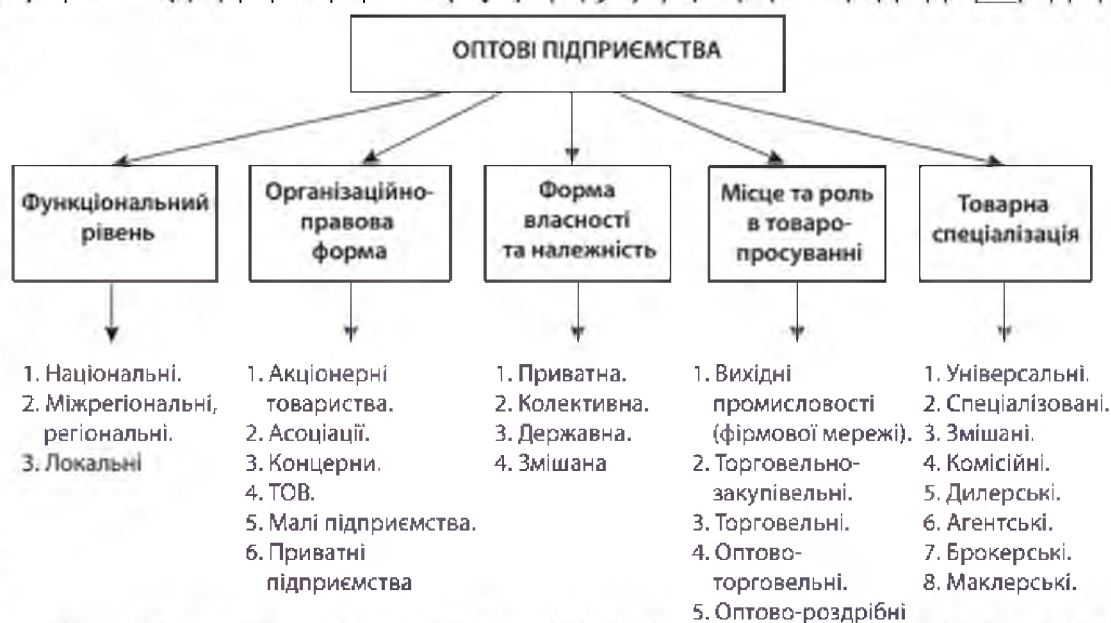 ОПТОВІ ПІДПРИЄМСТВА
Функціональний
рівень
Організаційно-
правова
форма
Форма
власності
та належність
Місце та роль
в товаро-
просуванні
Товарна
спеціалізація
1. Національні.
2. Міжрегіональні,
регіональні.
3. Локальні
1. Акціонерні
товариства.
2. Асоціації.
3. Концерни.
4. ТОВ.
5. Малі підприємства.
6. Приватні
підприємства
1. Приватна.
2. Колективна.
3. Державна.
4. Змішана
1. Вихідні
промисловості
(фірмової мережі).
2. Торговельно-
закупівельні.
3. Торговельні.
4. Оптово-
торговельні.
5. Оптово-роздрібні
1. Універсальні.
2. Спеціалізовані.
3. Змішані.
4. Комісійні.
5. Дилерські.
6. Агентські.
7. Брокерські.
8. Маклерські.